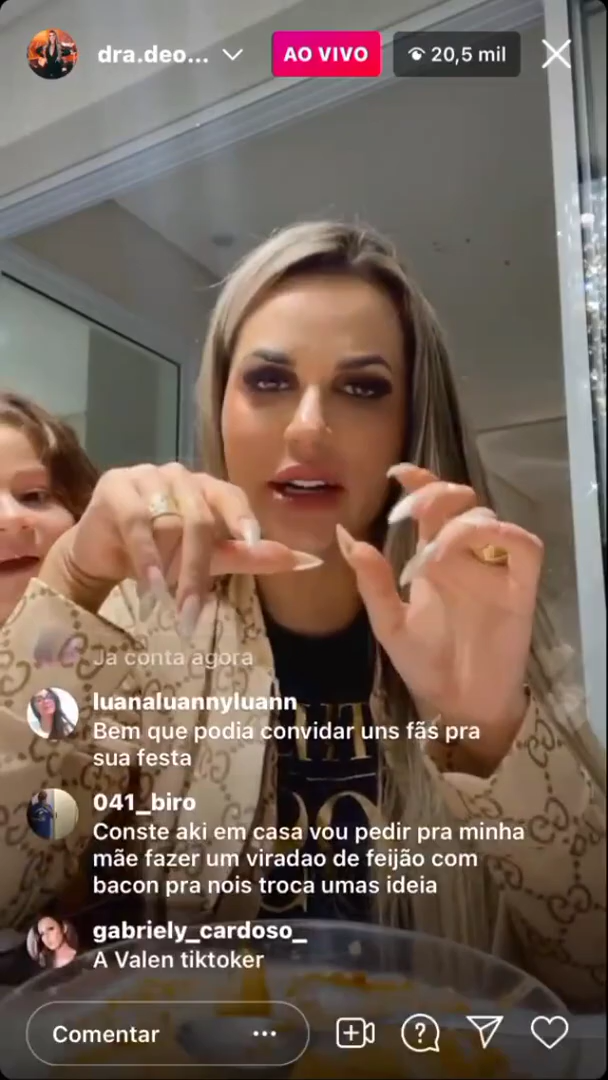 dra.deo...
AO VIVO
20,5 mil
Ja conta agora
luanaluannyluann
Bem que podia convidar uns fãs pra
sua festa
041_biro
Conste aki em casa vou pedir pra minha
mãe fazer um viradao de feijão com
bacon pra nois troca umas ideia
gabriely_cardoso_
A Valen tiktoker
Comentar